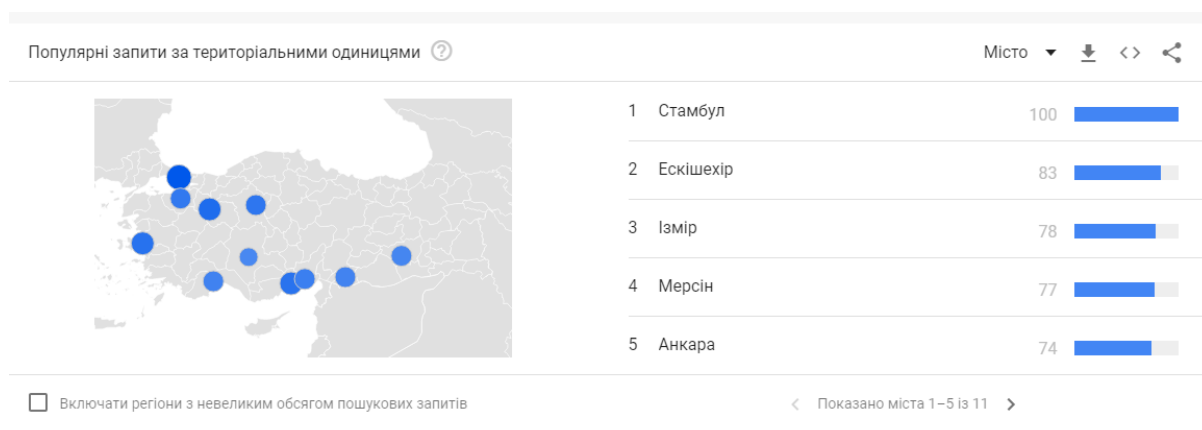 Популярні запити за територіальними одиницями ?
Місто
1 Стамбул 100
2 Ескішехір 83
3 Ізмір 78
4 Мерсін 77
5 Анкара 74
Включати регіони з невеликим обсягом пошукових запитів
Показано міста 1–5 із 11